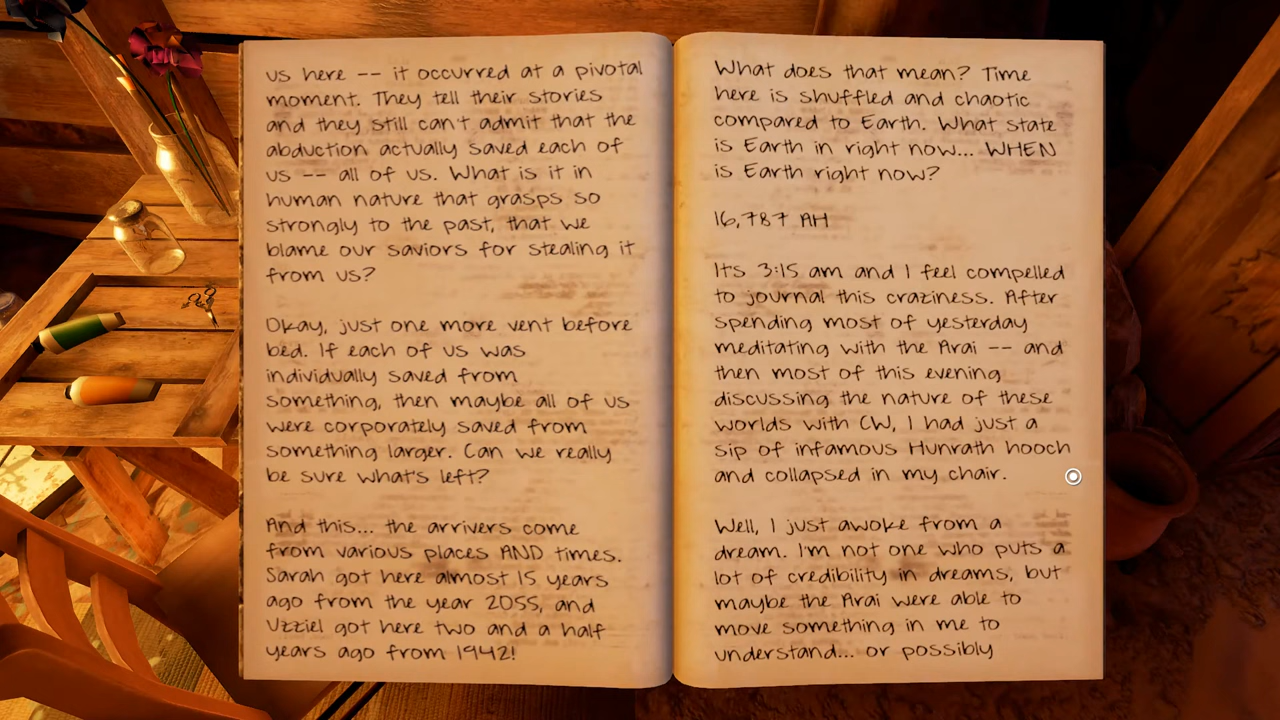 us here -- it occurred at a pivotal
moment. They tell their stories
and they still can't admit that the
abduction actually saved each of
us -- all of us. What is it in
human nature that grasps so
strongly to the past, that we
blame our saviors for stealing it
from us?
Okay, just one more vent before
bed. If each of us was
individually saved from
something, then maybe all of us
were corporately saved from
something larger. Can we really
be sure what's left?
And this... the arrivers come
from various places AND times.
Sarah got here almost 15 years
ago from the year 2055, and
Uzziel got here two and a half
years ago from 1942!
What does that mean? Time
here is shuffled and chaotic
compared to Earth. What state
is Earth in right now... WHEN
is Earth right now?
16,787 AH
Its 3:15 am and I feel compelled
to journal this craziness. After
spending most of yesterday
meditating with the Arai -- and
then most of this evening
discussing the nature of these
worlds with CW, I had just a
sip of infamous Hunrath hooch
and collapsed in my chair.
Well, I just awoke from a
dream. I'm not one who puts a
lot of credibility in dreams, but
maybe the Arai were able to
move something in me to
understand... or possibly